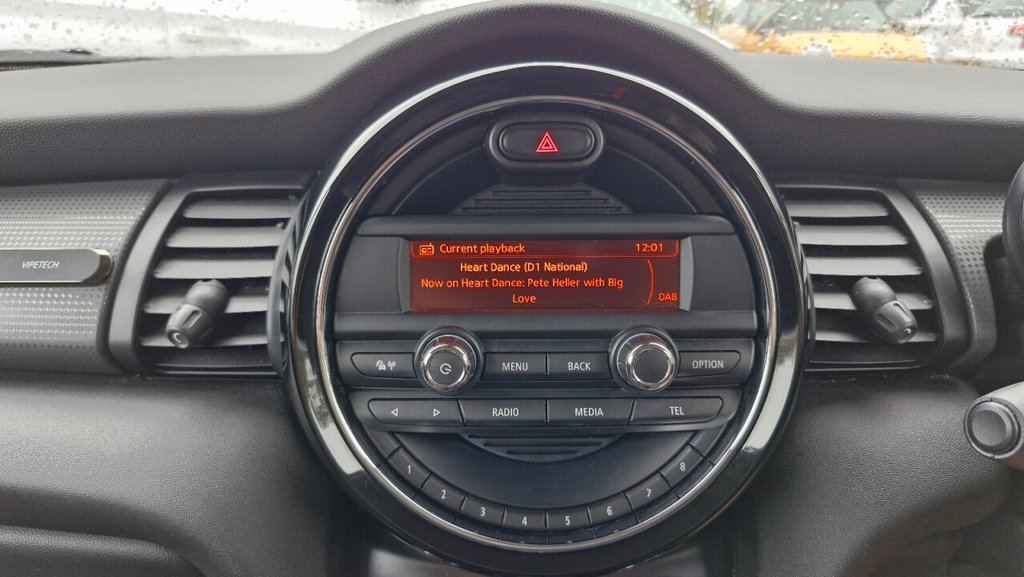 VIPETECH
Current playback 12:01
Heart Dance (D1 National)
Now on Heart Dance: Pete Heller with Big
Love
DAB
MENU BACK OPTION
RADIO MEDIA TEL
1 2 3 4 5 6 7 8